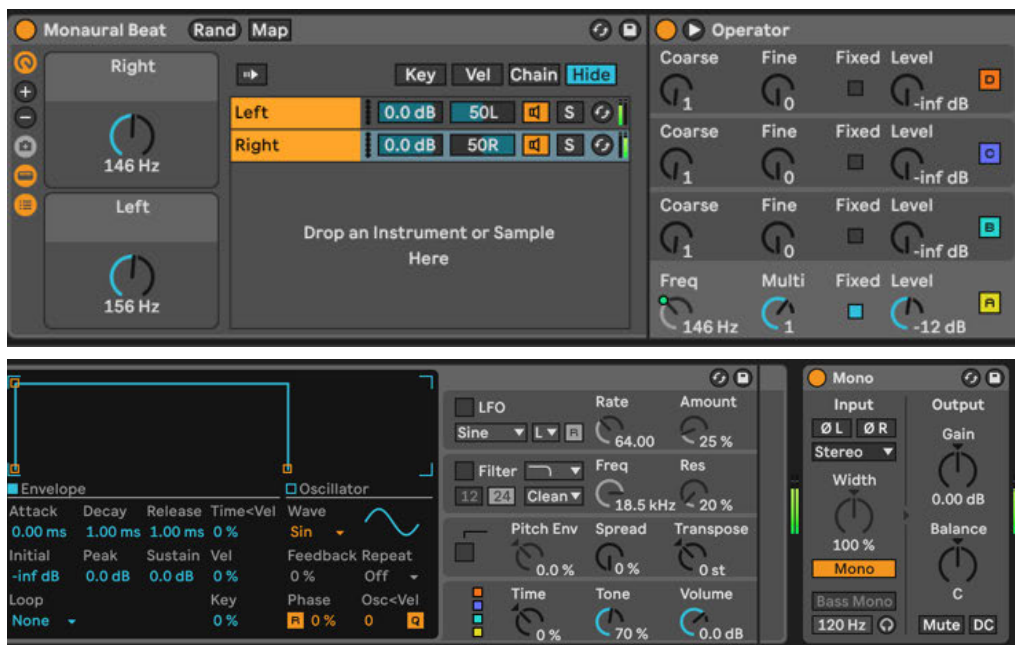 Monaural Beat Rand Map
Right
146 Hz
Left
156 Hz
Key Vel Chain Hide
Left 0.0 dB 50L S
Right 0.0 dB 50R S
Drop an Instrument or Sample
Here
Operator
Coarse Fine Fixed Level
1 0 -inf dB D
Coarse Fine Fixed Level
1 0 -inf dB C
Coarse Fine Fixed Level
1 0 -inf dB B
Freq Multi Fixed Level
146 Hz 1 -12 dB A
Envelope Oscillator
Attack Decay Release Time<Vel Wave
0.00 ms 1.00 ms 1.00 ms 0 % Sin
Initial Peak Sustain Vel Feedback Repeat
-inf dB 0.0 dB 0.0 dB 0 % 0 % Off
Loop Key Phase Osc<Vel
None 0 % R 0 % 0 Q
LFO Rate Amount
Sine L R 64.00 25 %
Filter Freq Res
12 24 Clean 18.5 kHz 20 %
Pitch Env Spread Transpose
0.0 % 0 % 0 st
Time Tone Volume
0 % 70 % 0.0 dB
Mono
Input Output
Ø L Ø R Gain
Stereo
Width 0.00 dB
Balance
100 %
Mono
Bass Mono C
120 Hz Mute DC